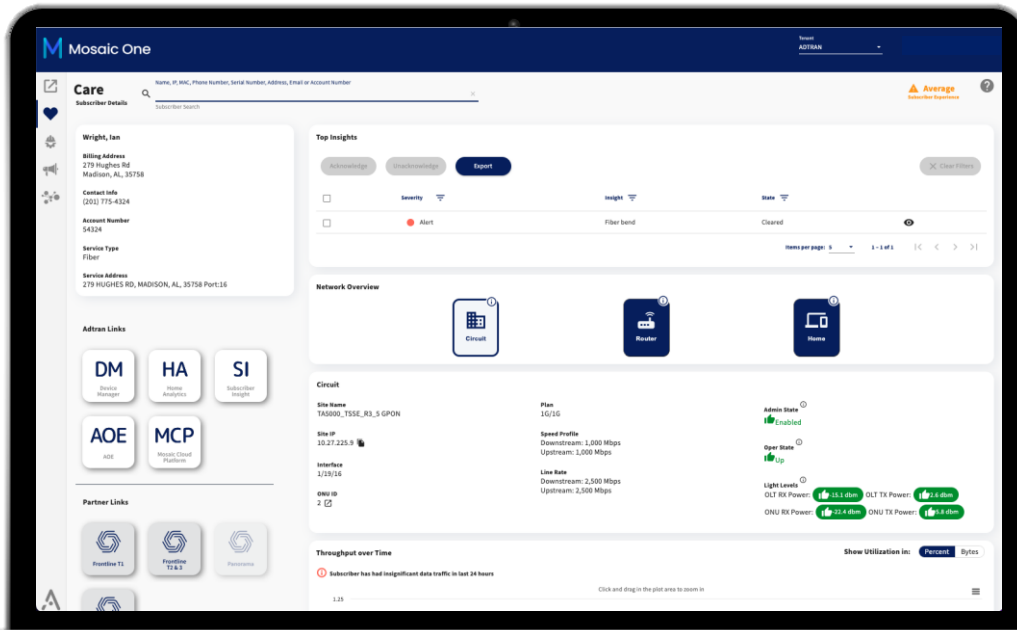 Mosaic One
Tenant
ADTRAN
Care
Subscriber Details
Name, IP, MAC, Phone Number, Serial Number, Address, Email or Account Number
Subscriber Search
Average
Subscriber Experience
Wright, Ian
Billing Address
279 Hughes Rd
Madison, AL, 35758
Contact Info
(201) 775-4324
Account Number
54324
Service Type
Fiber
Service Address
279 HUGHES RD, MADISON, AL, 35758 Port:16
Adtran Links
DM
Device
Manager
HA
Home
Analytics
SI
Subscriber
Insight
AOE
AOE
MCP
Mosaic Cloud
Platform
Partner Links
Frontline T1
Frontline
T2 & 3
Panorama
Top Insights
Acknowledge Unacknowledge Export Clear Filters
Severity Insight State
Alert Fiber bend Cleared
Items per page: 5 1 - 1 of 1
Network Overview
Circuit Router Home
Circuit
Site Name
TA5000_TSSE_R3_S GPON
Site IP
10.27.225.9
Interface
1/19/16
ONU ID
2
Plan
1G/1G
Speed Profile
Downstream: 1,000 Mbps
Upstream: 1,000 Mbps
Line Rate
Downstream: 2,500 Mbps
Upstream: 2,500 Mbps
Admin State
Enabled
Oper State
Up
Light Levels
OLT RX Power: -15.1 dbm OLT TX Power: 3.6 dbm
ONU RX Power: -22.4 dbm ONU TX Power: 5.8 dbm
Throughput over Time
Show Utilization in: Percent Bytes
Subscriber has had insignificant data traffic in last 24 hours
Click and drag in the plot area to zoom in
1.25